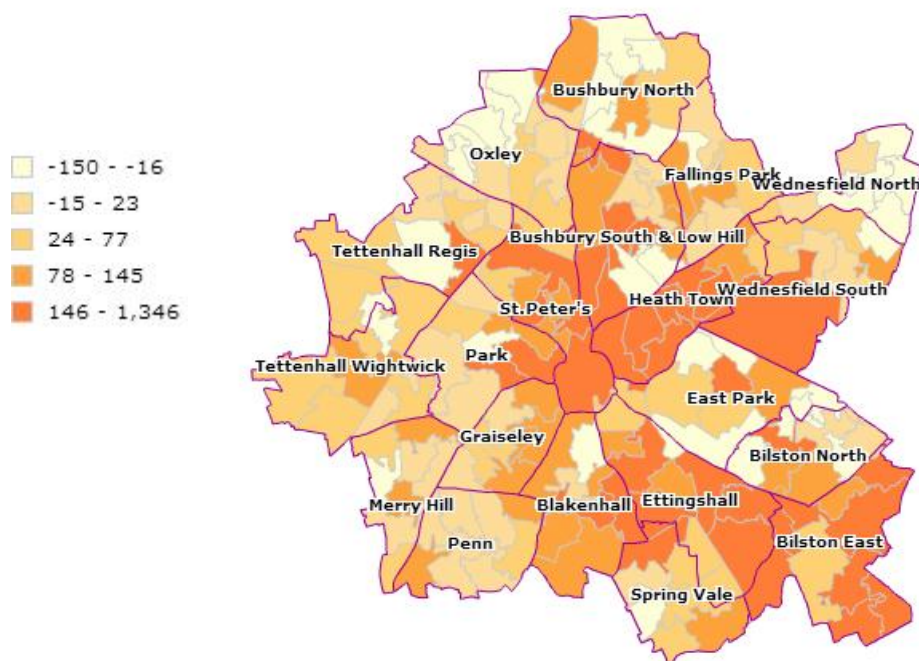 -150 - -16
-15 - 23
24 - 77
78 - 145
146 - 1,346
Bushbury North
Oxley
Fallings Park
Wednesfield North
Tettenhall Regis
Bushbury South & Low Hill
Wednesfield South
Heath Town
St.Peter's
Park
Tettenhall Wightwick
East Park
Graiseley
Bilston North
Merry Hill
Blakenhall
Ettingshall
Penn
Bilston East
Spring Vale